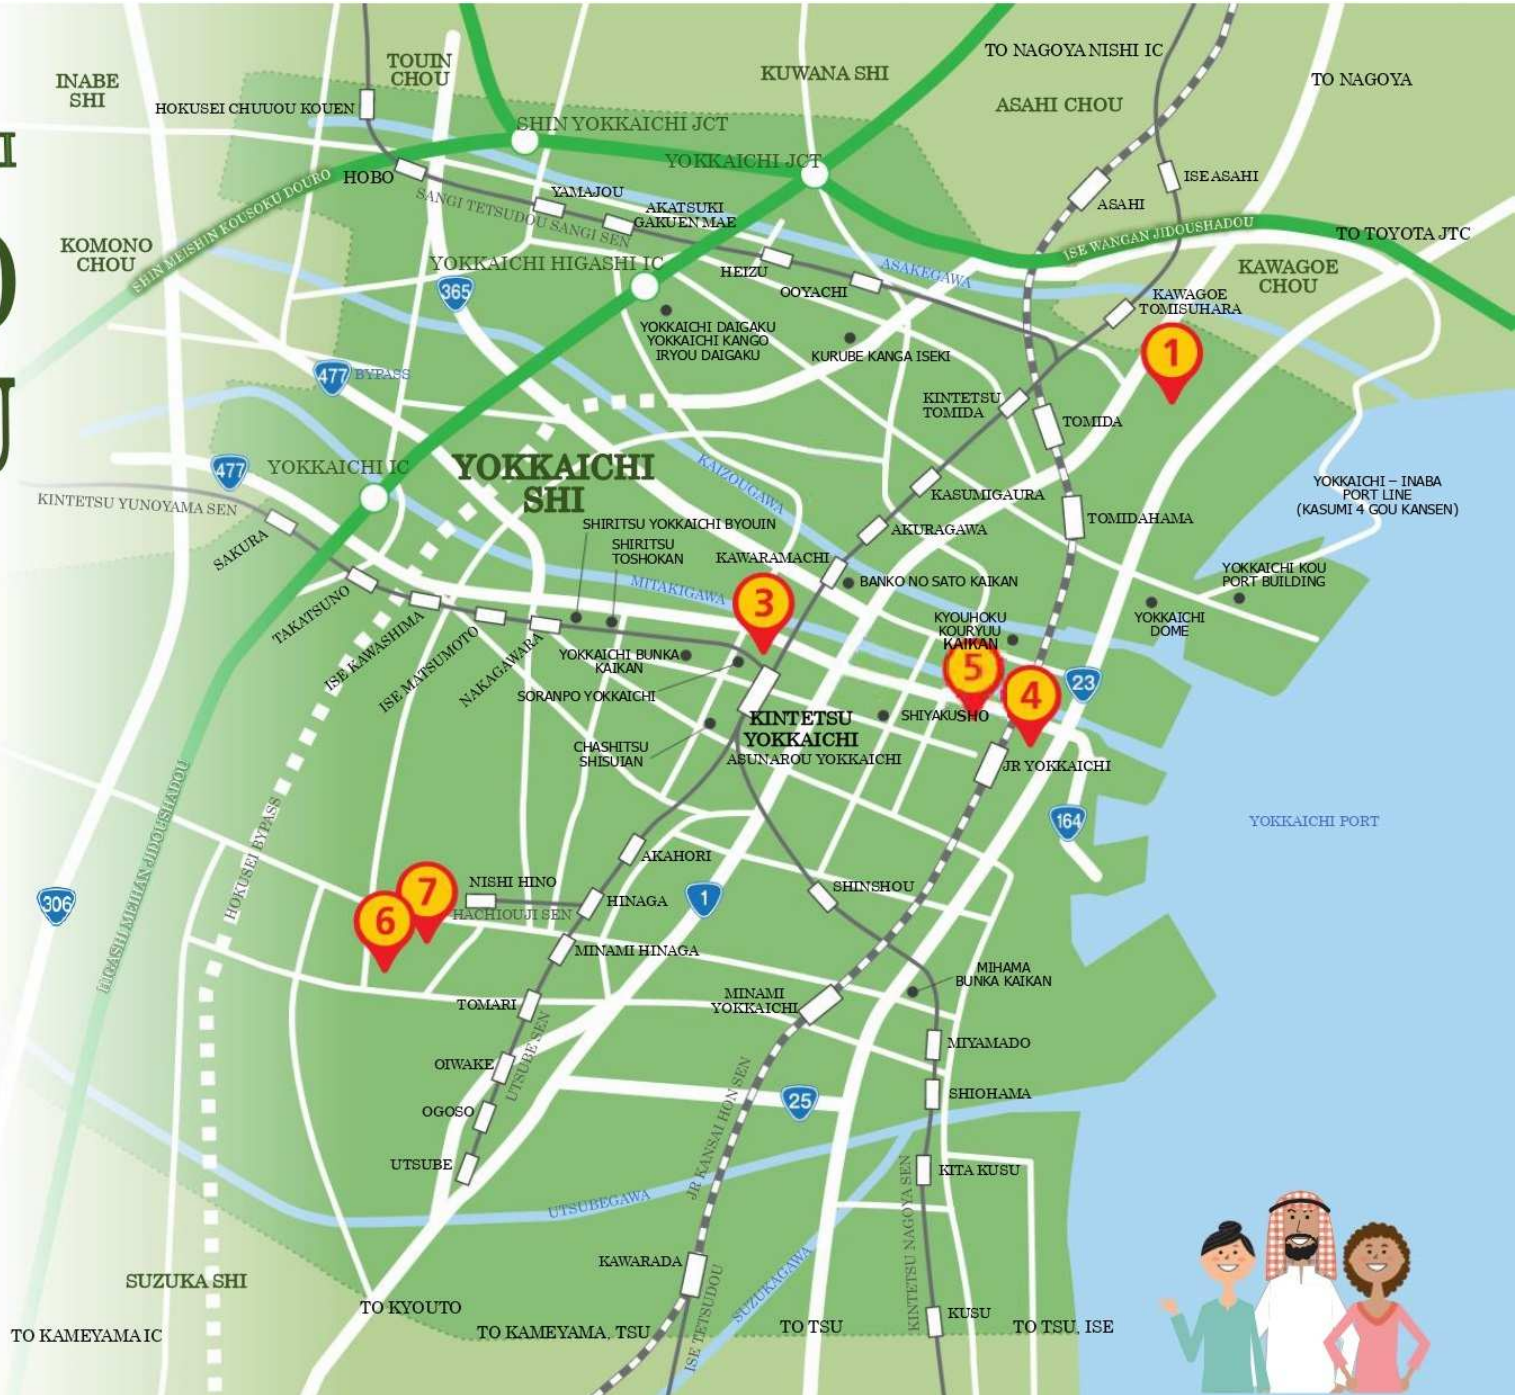 INABE
SHI
TOUIN
CHOU
KUWANA SHI
TO NAGOYA NISHI IC
ASAHI CHOU
TO NAGOYA
HOKUSEI CHUUOU KOUEN
SHIN YOKKAICHI JCT
YOKKAICHI JCT
I
HOBO
SANGI TETSUDOU SANGI SEN
YAMAJOU
AKATSUKI
GAKUEN MAE
ASAHI
ISE ASAHI
SHIN MEISHIN KOUSOKU DOURO
KOMONO
CHOU
ISE WANGAN JIDOUSHADOU
TO TOYOTA JTC
YOKKAICHI HIGASHI IC
HEIZU
OOYACHI
ASAKEGAWA
KAWAGOE
CHOU
365
KAWAGOE
TOMISUHARA
YOKKAICHI DAIGAKU
YOKKAICHI KANGO
IRYOU DAIGAKU
KURUBE KANGA ISEKI
1
477
BYPASS
KINTETSU
TOMIDA
TOMIDA
U
477
YOKKAICHI IC
YOKKAICHI
SHI
KAIZOUGAWA
KASUMIGAURA
YOKKAICHI – INABA
PORT LINE
(KASUMI 4 GOU KANSEN)
KINTETSU YUNOYAMA SEN
SAKURA
SHIRITSU YOKKAICHI BYOUIN
SHIRITSU
TOSHOKAN
AKURAGAWA
TOMIDAHAMA
KAWARAMACHI
BANKO NO SATO KAIKAN
YOKKAICHI KOU
PORT BUILDING
MITAKIGAWA
3
TAKATSUNO
ISE KAWASHIMA
ISE MATSUMOTO
NAKAGAWARA
KYOUHOKU
KOURYUU
KAIKAN
YOKKAICHI
DOME
YOKKAICHI BUNKA
KAIKAN
SORANPO YOKKAICHI
5
4
23
KINTETSU
YOKKAICHI
ASUNAROU YOKKAICHI
SHIYAKUSHO
CHASHITSU
SHISUIAN
JR YOKKAICHI
164
YOKKAICHI PORT
HIGASHI MEIHAN JIDOUSHADOU
HOKUSEI BYPASS
AKAHORI
306
7
6
NISHI HINO
HACHIOUJI SEN
HINAGA
1
SHINSHOU
MINAMI HINAGA
MIHAMA
BUNKA KAIKAN
TOMARI
MINAMI
YOKKAICHI
UTSUBE SEN
OIWAKE
MIYAMADO
OGOSO
25
SHIOHAMA
UTSUBE
JR KANSAI HON SEN
KITA KUSU
UTSUBEGAWA
KINTETSU NAGOYA SEN
KAWARADA
SUZUKAGAWA
SUZUKA SHI
ISE TETSUDOU
TO KYOUTO
KUSU
TO KAMEYAMA IC
TO KAMEYAMA, TSU
TO TSU
TO TSU, ISE